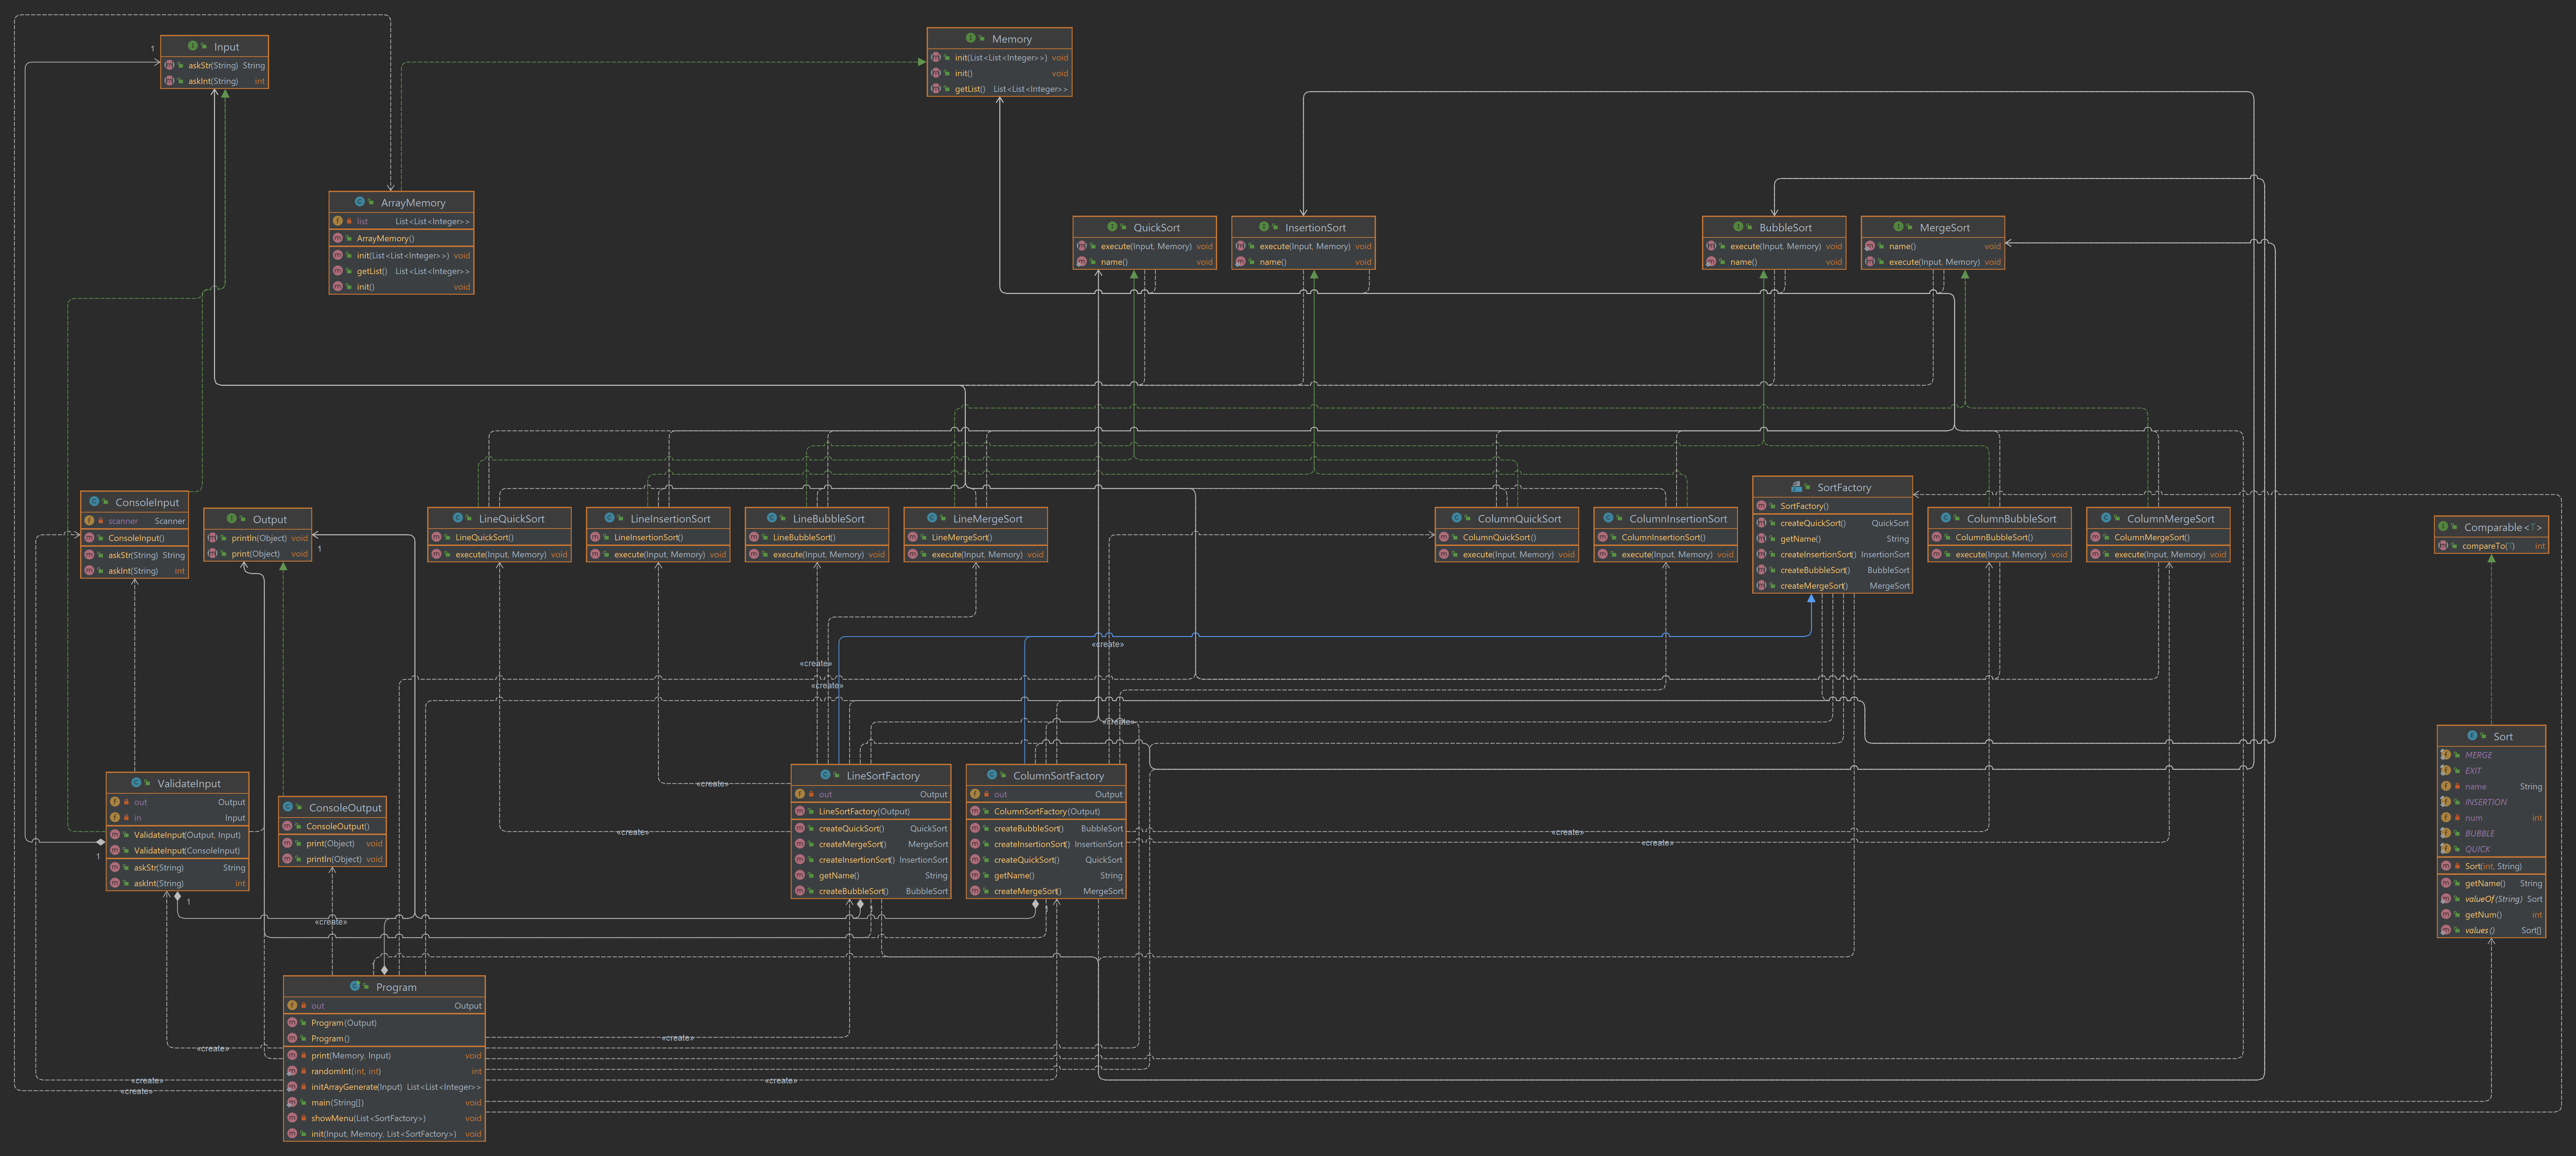 Input
1
askStr(String) String
askInt(String) int
Memory
init(List<List<Integer>>) void
init() void
getList() List<List<Integer>>
ArrayMemory
list List<List<Integer>>
ArrayMemory()
init(List<List<Integer>>) void
getList() List<List<Integer>>
init() void
QuickSort
execute(Input, Memory) void
name() void
InsertionSort
execute(Input, Memory) void
name() void
BubbleSort
execute(Input, Memory) void
name() void
MergeSort
name() void
execute(Input, Memory) void
ConsoleInput
scanner Scanner
ConsoleInput()
askStr(String) String
askInt(String) int
Output
println(Object) void
print(Object) void
1
LineQuickSort
LineQuickSort()
execute(Input, Memory) void
LineInsertionSort
LineInsertionSort()
execute(Input, Memory) void
LineBubbleSort
LineBubbleSort()
execute(Input, Memory) void
LineMergeSort
LineMergeSort()
execute(Input, Memory) void
ColumnQuickSort
ColumnQuickSort()
execute(Input, Memory) void
ColumnInsertionSort
ColumnInsertionSort()
execute(Input, Memory) void
SortFactory
SortFactory()
createQuickSort() QuickSort
getName() String
createInsertionSort() InsertionSort
createBubbleSort() BubbleSort
createMergeSort() MergeSort
ColumnBubbleSort
ColumnBubbleSort()
execute(Input, Memory) void
ColumnMergeSort
ColumnMergeSort()
execute(Input, Memory) void
Comparable<T>
compareTo(T) int
«create»
«create»
«create»
«create»
«create»
«create»
«create»
«create»
ValidateInput
out Output
in Input
ValidateInput(Output, Input)
ValidateInput(ConsoleInput)
askStr(String) String
askInt(String) int
1
1
ConsoleOutput
ConsoleOutput()
print(Object) void
println(Object) void
LineSortFactory
out Output
LineSortFactory(Output)
createQuickSort() QuickSort
createMergeSort() MergeSort
createInsertionSort() InsertionSort
getName() String
createBubbleSort() BubbleSort
ColumnSortFactory
out Output
ColumnSortFactory(Output)
createBubbleSort() BubbleSort
createInsertionSort() InsertionSort
createQuickSort() QuickSort
getName() String
createMergeSort() MergeSort
Sort
MERGE
EXIT
name String
INSERTION
num int
BUBBLE
QUICK
Sort(int, String)
getName() String
valueOf(String) Sort
getNum() int
values() Sort[]
«create»
«create»
«create»
«create»
«create»
«create»
Program
out Output
Program(Output)
Program()
print(Memory, Input) void
randomInt(int, int) int
initArrayGenerate(Input) List<List<Integer>>
main(String[]) void
showMenu(List<SortFactory>) void
init(Input, Memory, List<SortFactory>) void